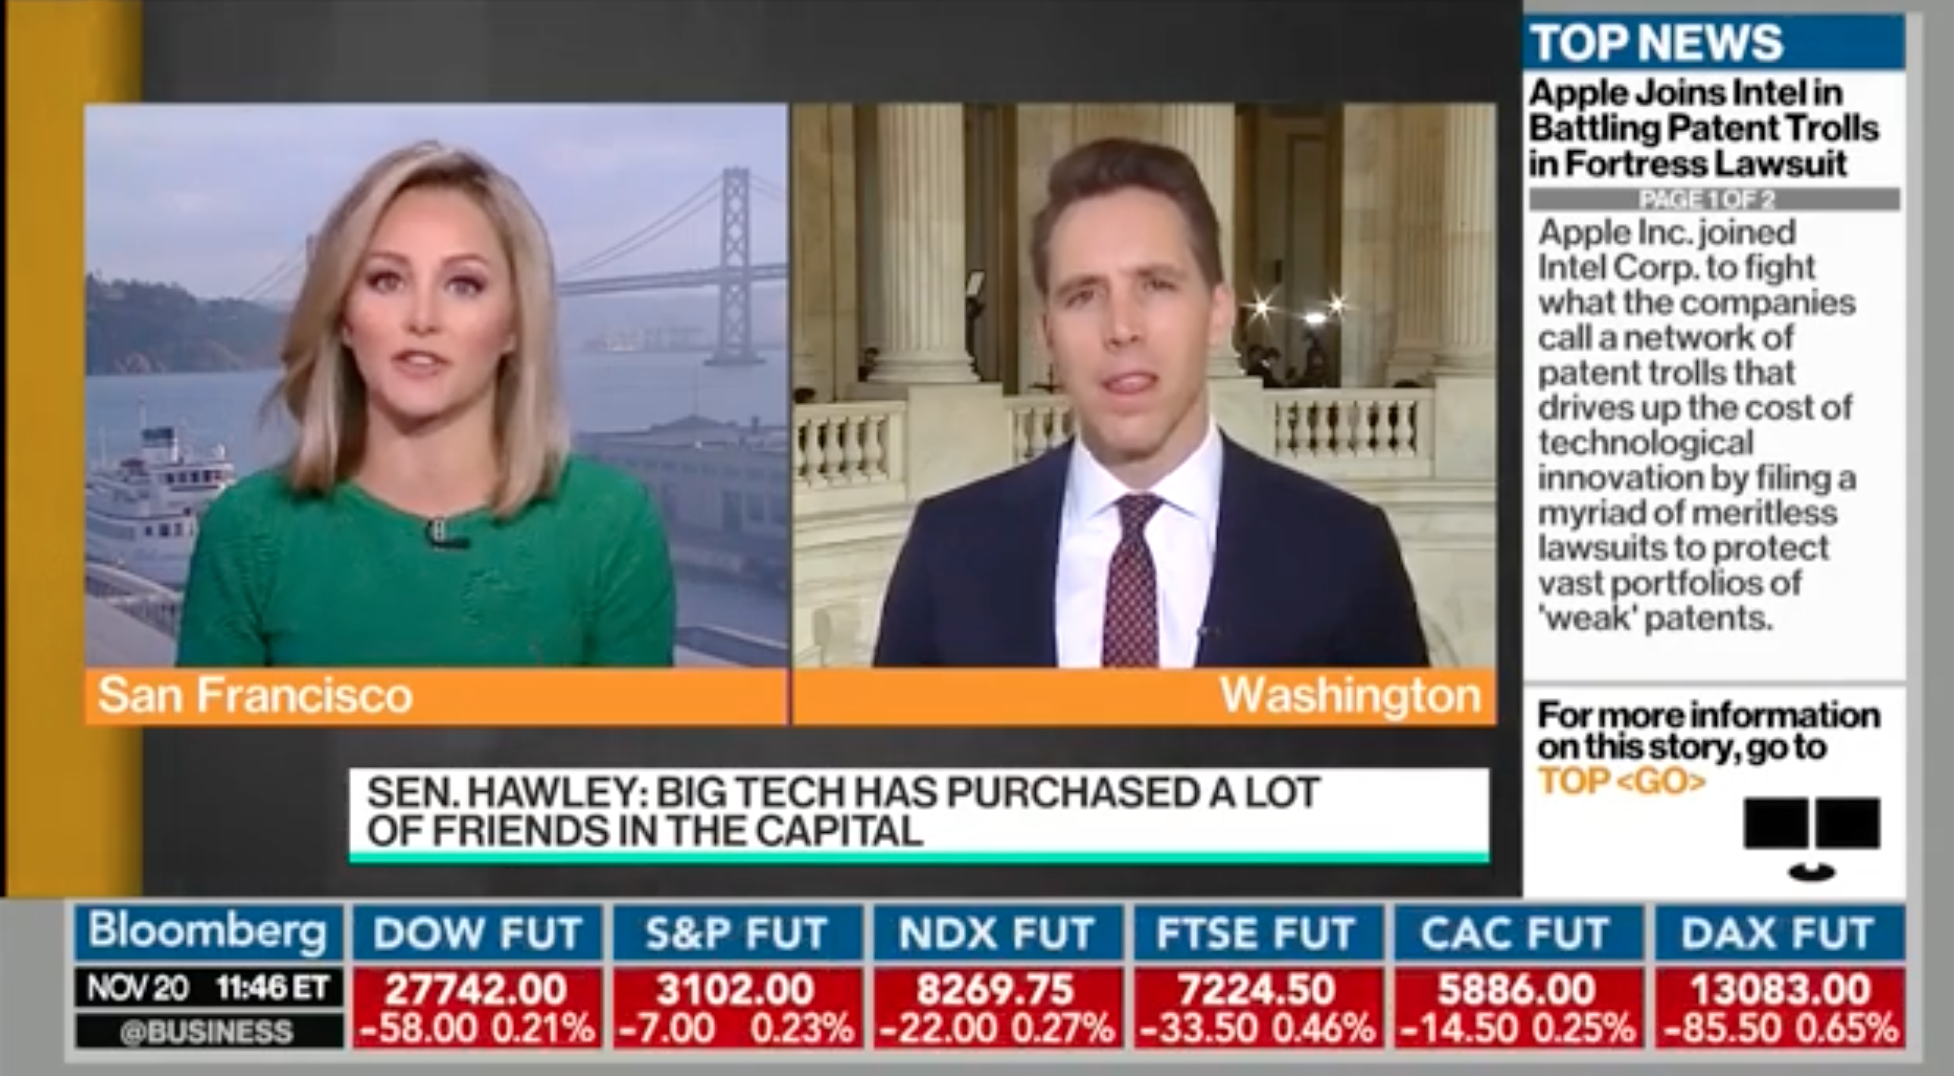 TOP NEWS
Apple Joins Intel in
Battling Patent Trolls
in Fortress Lawsuit
PAGE 1 OF 2
Apple Inc. joined
Intel Corp. to fight
what the companies
call a network of
patent trolls that
drives up the cost of
technological
innovation by filing a
myriad of meritless
lawsuits to protect
vast portfolios of
'weak' patents.
For more information
on this story, go to
TOP <GO>
San Francisco
Washington
SEN. HAWLEY: BIG TECH HAS PURCHASED A LOT
OF FRIENDS IN THE CAPITAL
Bloomberg
NOV 20 11:46 ET
@BUSINESS
DOW FUT
27742.00
-58.00 0.21%
S&P FUT
3102.00
-7.00 0.23%
NDX FUT
8269.75
-22.00 0.27%
FTSE FUT
7224.50
-33.50 0.46%
CAC FUT
5886.00
-14.50 0.25%
DAX FUT
13083.00
-85.50 0.65%